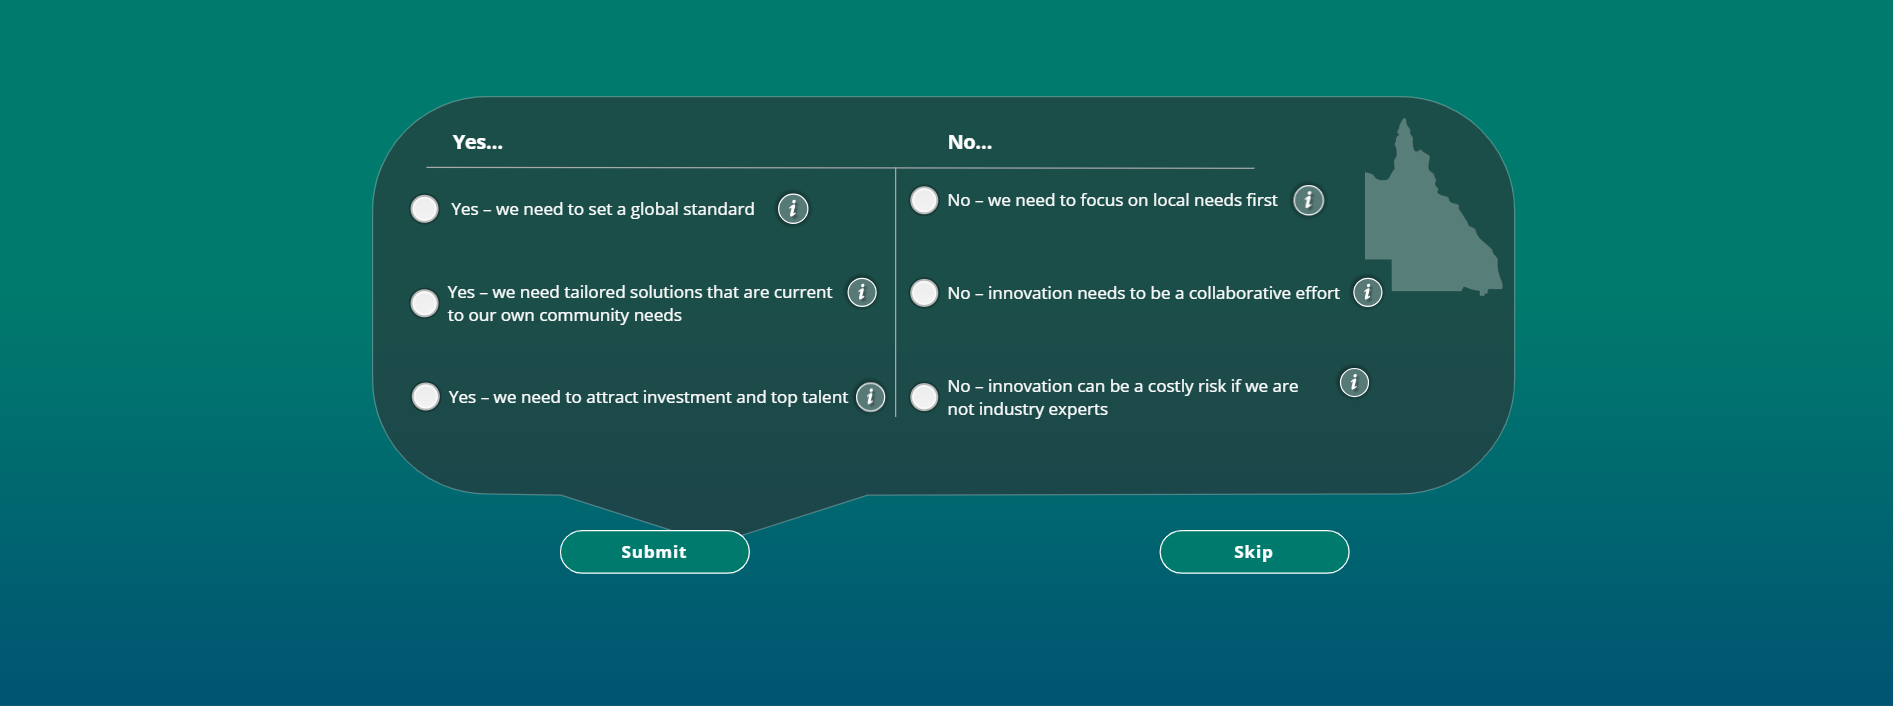 Yes...
Yes – we need to set a global standard
i
Yes – we need tailored solutions that are current
to our own community needs
i
Yes – we need to attract investment and top talent
i
No...
No – we need to focus on local needs first
i
No – innovation needs to be a collaborative effort
i
No – innovation can be a costly risk if we are
not industry experts
i
Submit
Skip